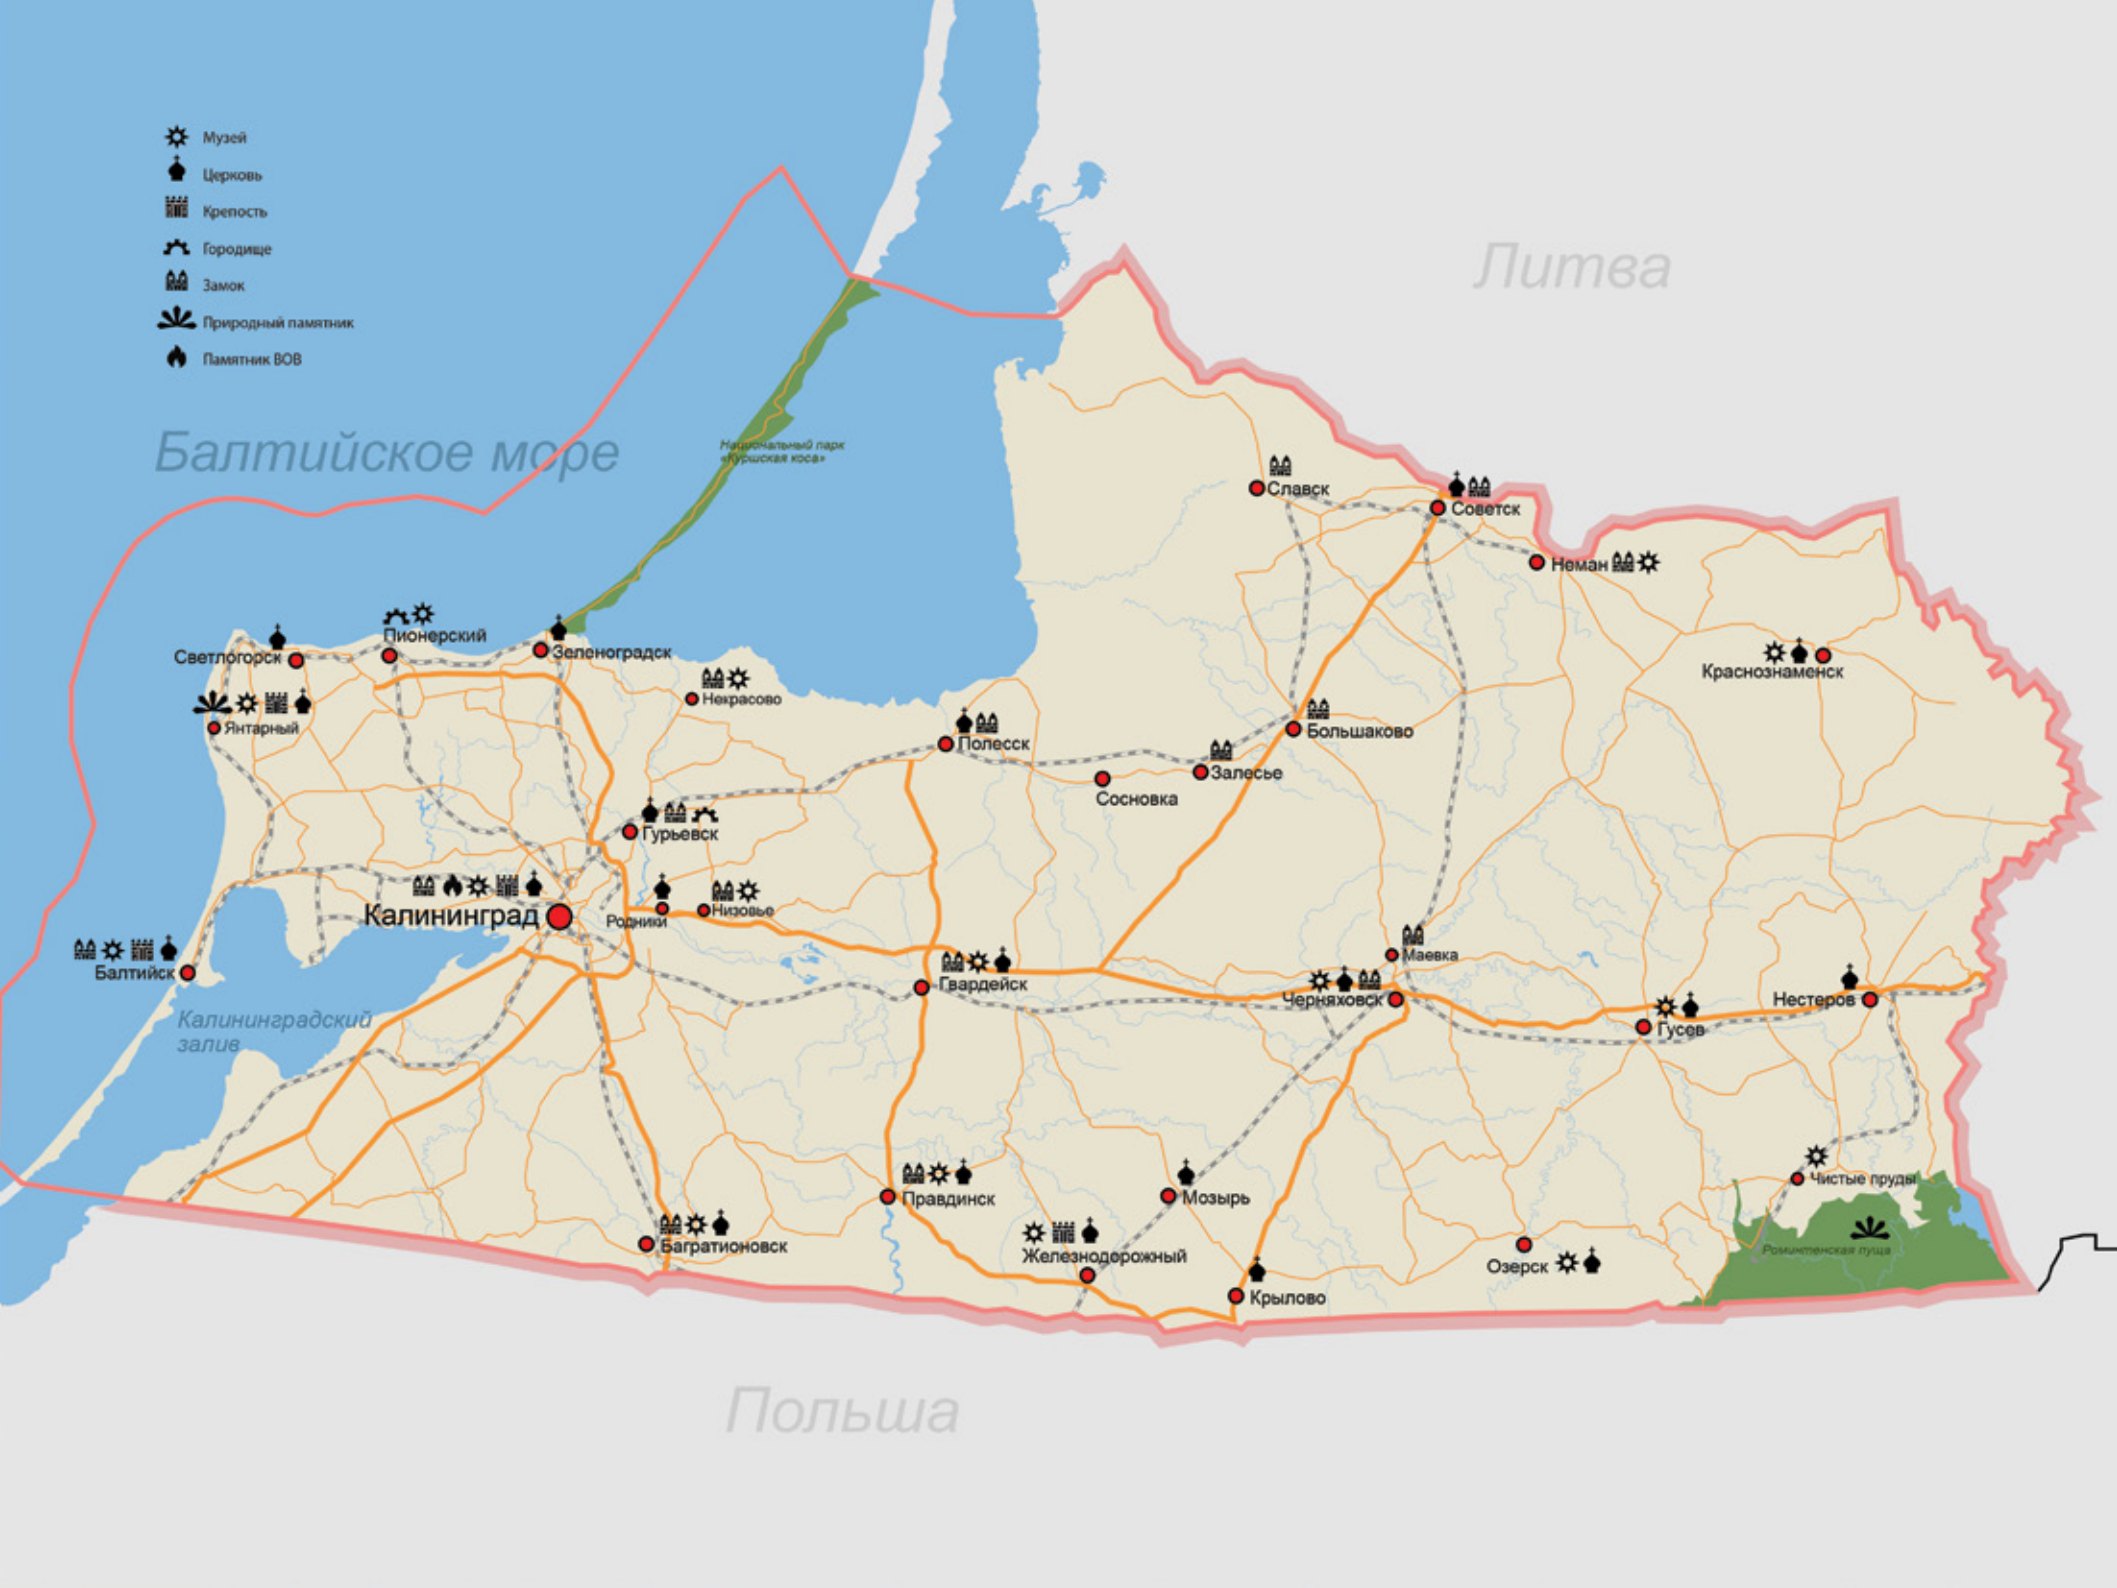 Музей
Церковь
Крепость
Городище
Замок
Природный памятник
Памятник ВОВ
Литва
Балтийское море
Национальный парк
«Куршская коса»
Славск
Советск
Неман
Пионерский
Светлогорск
Зеленоградск
Краснознаменск
Некрасово
Янтарный
Большаково
Полесск
Залесье
Сосновка
Гурьевск
Калининград
Родники
Низовье
Маевка
Балтийск
Гвардейск
Черняховск
Нестеров
Гусев
Калининградский
залив
Чистые пруды
Правдинск
Мозырь
Багратионовск
Железнодорожный
Роминтенская пуща
Озерск
Крылово
Польша